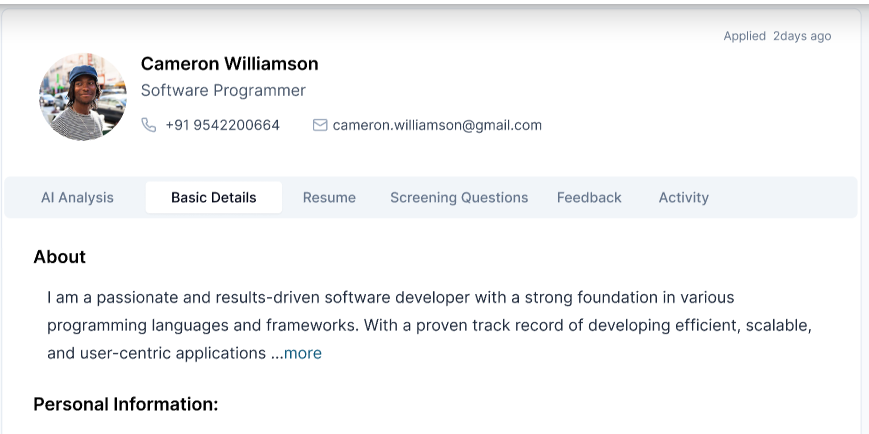 Applied 2days ago
Cameron Williamson
Software Programmer
+91 9542200664 cameron.williamson@gmail.com
AI Analysis Basic Details Resume Screening Questions Feedback Activity
About
I am a passionate and results-driven software developer with a strong foundation in various
programming languages and frameworks. With a proven track record of developing efficient, scalable,
and user-centric applications ...more
Personal Information: